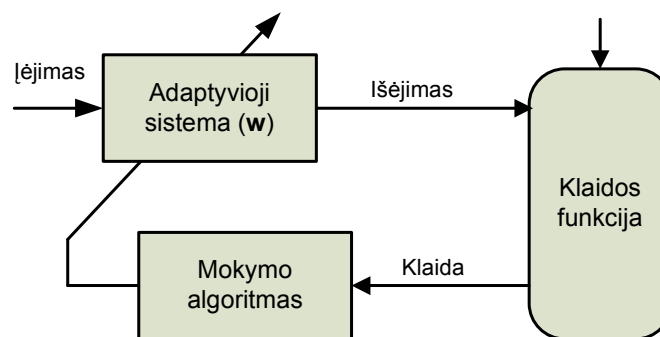 Įėjimas
Adaptyvioji
sistema (w)
Išėjimas
Klaidos
funkcija
Klaida
Mokymo
algoritmas